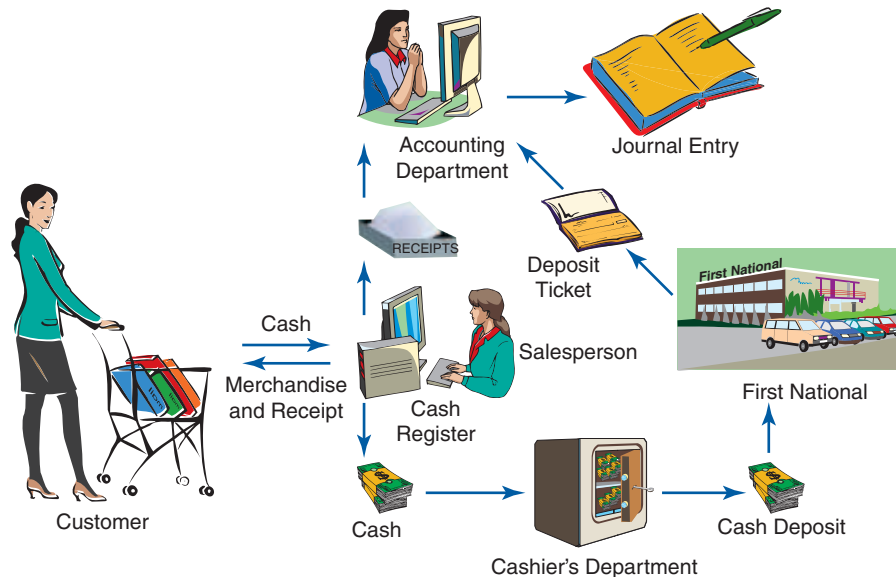 Accounting
Department
Journal Entry
RECEIPTS
Deposit
Ticket
First National
Cash
Merchandise
and Receipt
Salesperson
Cash
Register
First National
Customer
Cash
Cashier's Department
Cash Deposit